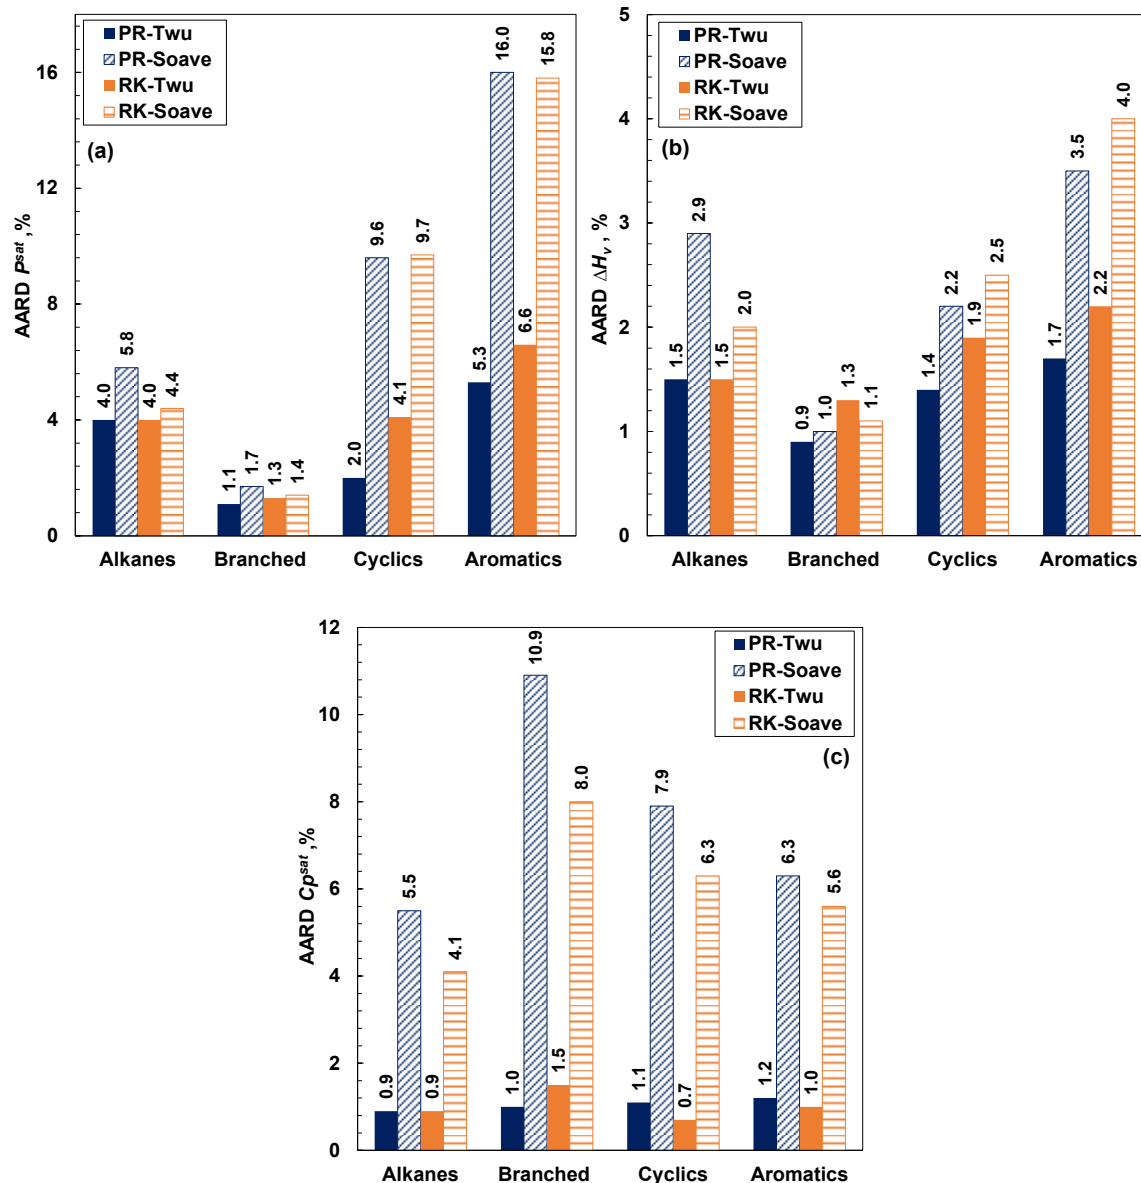 PR-Twu
PR-Soave
RK-Twu
RK-Soave
(a)
AARD Psat ,%
0
4
8
12
16
4.0
5.8
4.0
4.4
1.1
1.7
1.3
1.4
2.0
9.6
4.1
9.7
5.3
16.0
6.6
15.8
Alkanes
Branched
Cyclics
Aromatics
PR-Twu
PR-Soave
RK-Twu
RK-Soave
(b)
AARD ΔHv , %
0
1
2
3
4
5
1.5
2.9
1.5
2.0
0.9
1.0
1.3
1.1
1.4
2.2
1.9
2.5
1.7
3.5
2.2
4.0
Alkanes
Branched
Cyclics
Aromatics
PR-Twu
PR-Soave
RK-Twu
RK-Soave
(c)
AARD Cpsat ,%
0
2
4
6
8
10
12
0.9
5.5
0.9
4.1
1.0
10.9
1.5
8.0
1.1
7.9
0.7
6.3
1.2
6.3
1.0
5.6
Alkanes
Branched
Cyclics
Aromatics